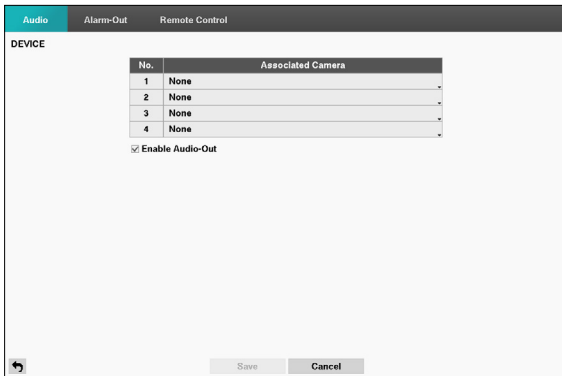 Audio Alarm-Out Remote Control
DEVICE
No. Associated Camera
1 None
2 None
3 None
4 None
Enable Audio-Out
Save Cancel